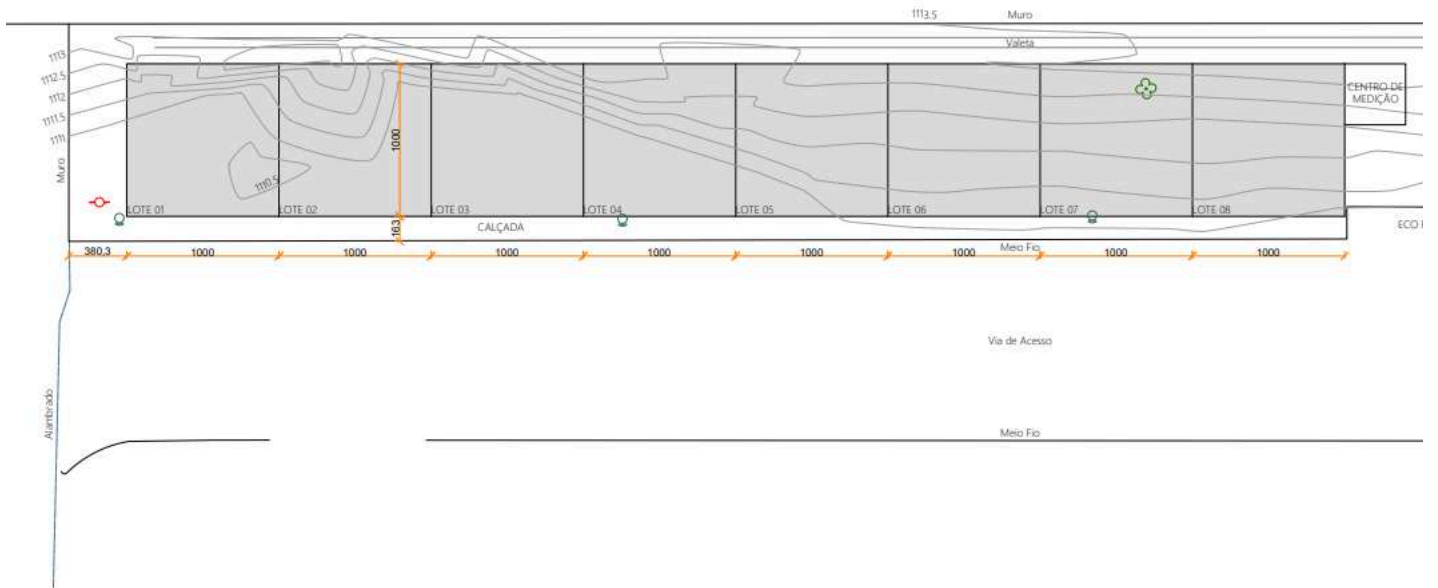 1113.5
Muro
Valeta
1113
1112.5
1112
1111.5
1111
Muro
CENTRO DE
MEDIÇÃO
1000
1110.5
LOTE 01
LOTE 02
LOTE 03
LOTE 04
LOTE 05
LOTE 06
LOTE 07
LOTE 08
163
CALÇADA
ECO
Meio Fio
380,3
1000
1000
1000
1000
1000
1000
1000
1000
Via de Acesso
Alambrado
Meio Fio